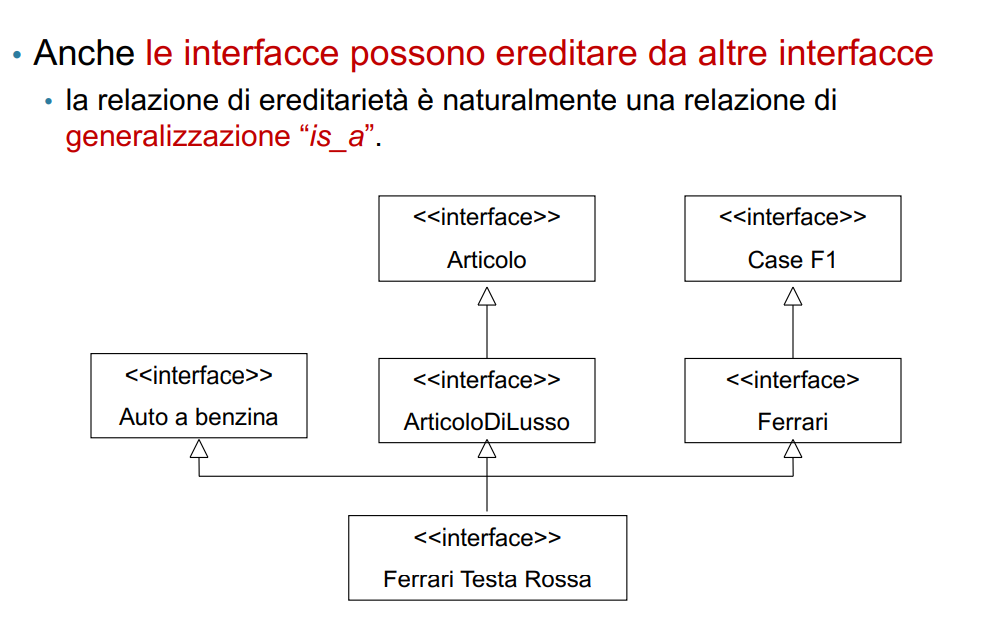 • Anche le interfacce possono ereditare da altre interfacce
• la relazione di ereditarietà è naturalmente una relazione di
generalizzazione “is_a”.
<<interface>>
Articolo
<<interface>>
Case F1
<<interface>>
Auto a benzina
<<interface>>
ArticoloDiLusso
<<interface>
Ferrari
<<interface>>
Ferrari Testa Rossa